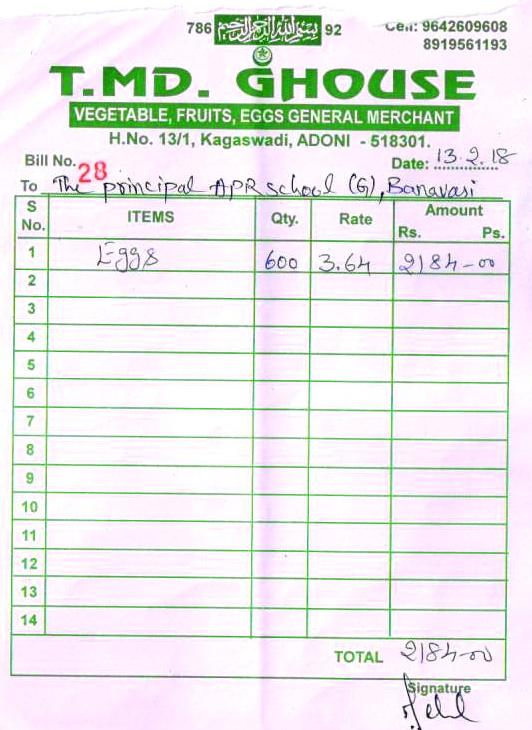 786 بسم الله الرحمن الرحيم 92
Cell: 9642609608
8919561193
T.MD. GHOUSE
VEGETABLE, FRUITS, EGGS GENERAL MERCHANT
H.No. 13/1, Kagaswadi, ADONI - 518301.
Bill No. 28 Date: 13.2.18
To The principal APR school (G), Banavasi
S No. ITEMS Qty. Rate Amount Rs. Ps.
1 Eggs 600 3.64 2184-00
2
3
4
5
6
7
8
9
10
11
12
13
14
TOTAL 2184-00
Signature